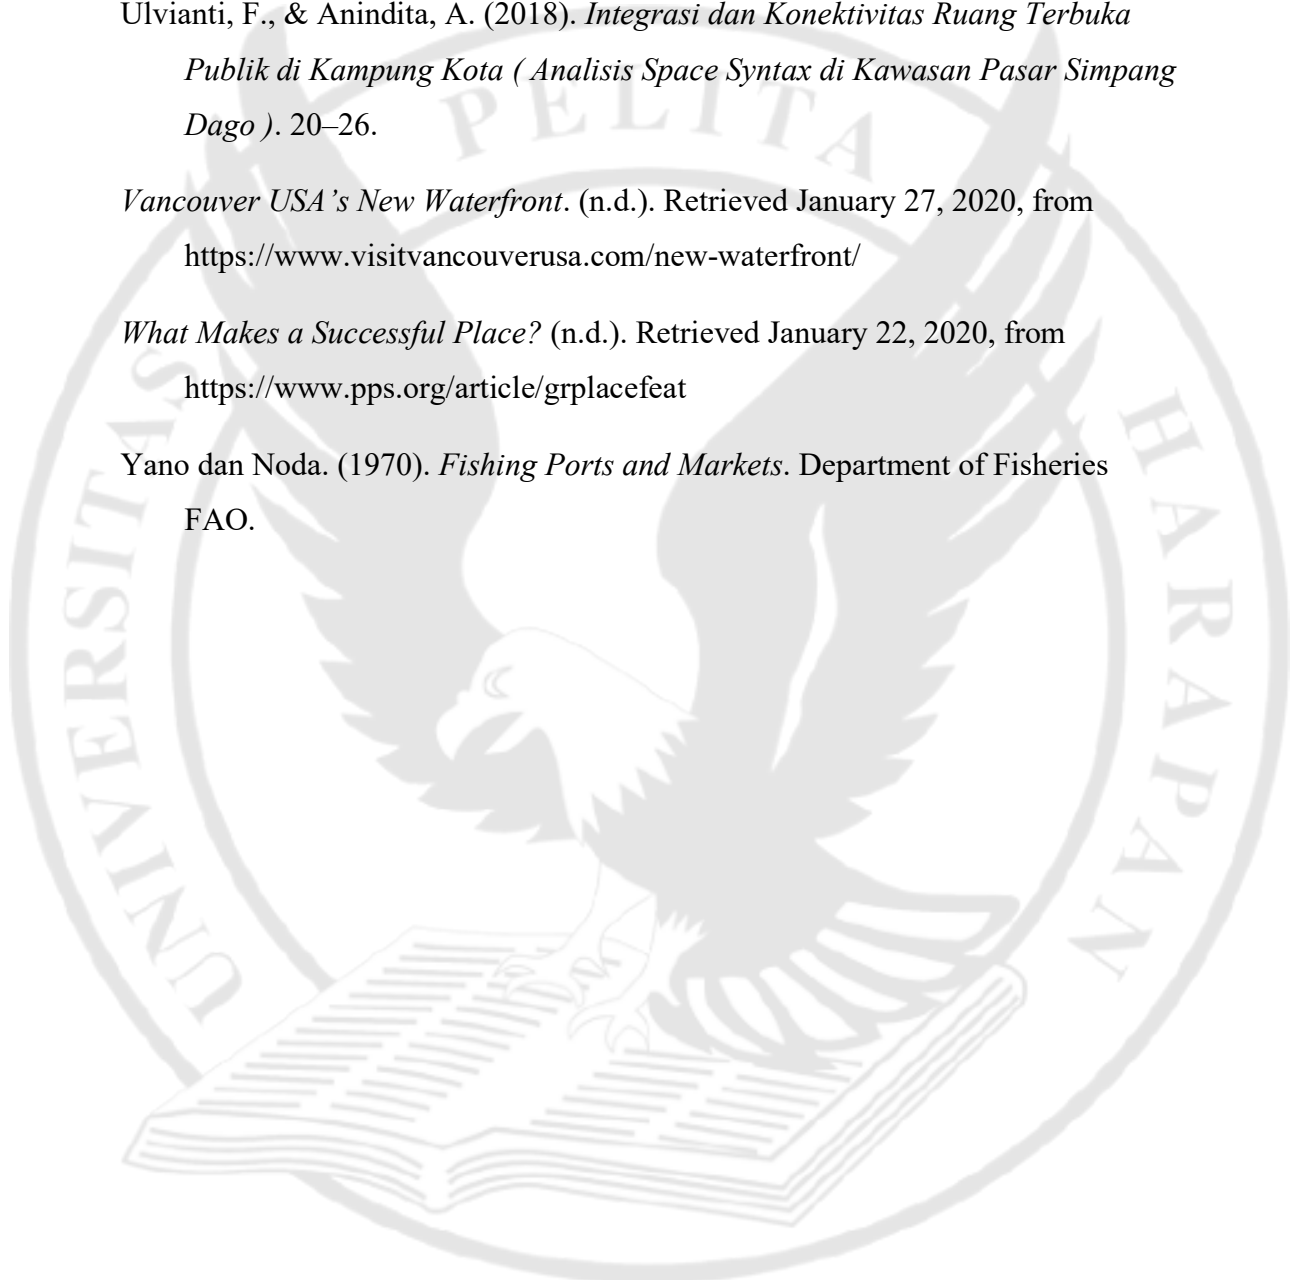 Ulvianti, F., & Anindita, A. (2018). Integrasi dan Konektivitas Ruang Terbuka
Publik di Kampung Kota ( Analisis Space Syntax di Kawasan Pasar Simpang
Dago ). 20–26.
Vancouver USA’s New Waterfront. (n.d.). Retrieved January 27, 2020, from
https://www.visitvancouverusa.com/new-waterfront/
What Makes a Successful Place? (n.d.). Retrieved January 22, 2020, from
https://www.pps.org/article/grplacefeat
Yano dan Noda. (1970). Fishing Ports and Markets. Department of Fisheries
FAO.
UNIVERSITAS
PELITA
HARAPAN